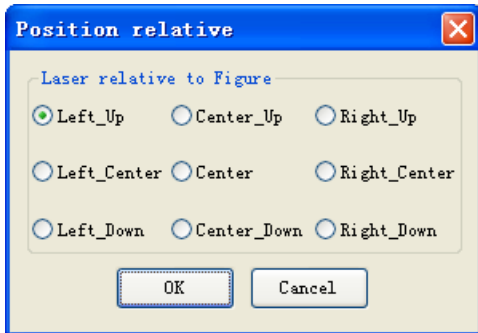 Position relative
Laser relative to Figure
Left_Up Center_Up Right_Up
Left_Center Center Right_Center
Left_Down Center_Down Right_Down
OK Cancel